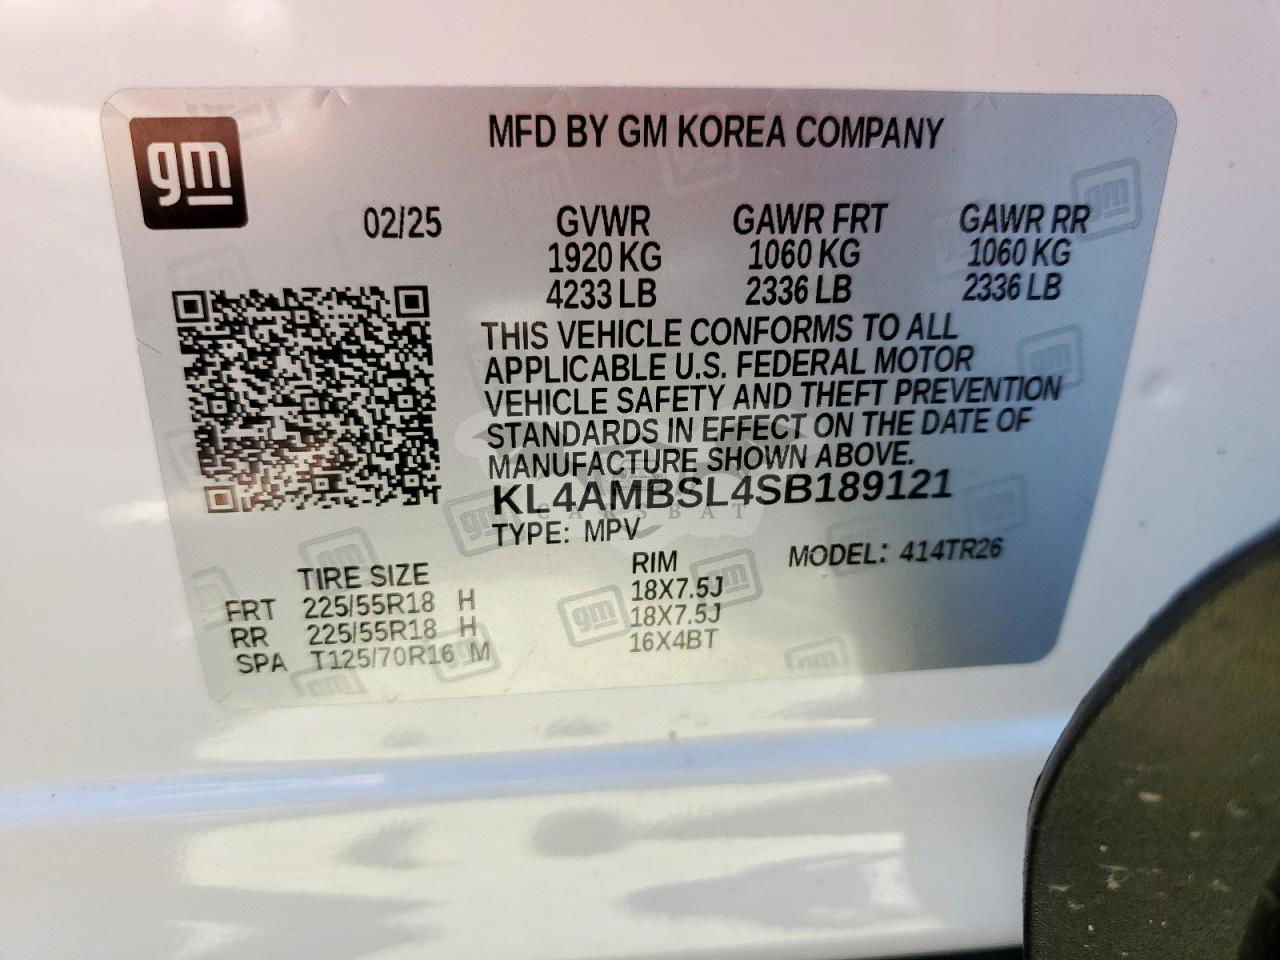 gm
MFD BY GM KOREA COMPANY
02/25 GVWR GAWR FRT GAWR RR
1920 KG 1060 KG 1060 KG
4233 LB 2336 LB 2336 LB
THIS VEHICLE CONFORMS TO ALL
APPLICABLE U.S. FEDERAL MOTOR
VEHICLE SAFETY AND THEFT PREVENTION
STANDARDS IN EFFECT ON THE DATE OF
MANUFACTURE SHOWN ABOVE.
KL4AMBSL4SB189121
CARSBAT
TYPE: MPV
MODEL: 414TR26
TIRE SIZE RIM
FRT 225/55R18 H 18X7.5J
RR 225/55R18 H 18X7.5J
SPA T125/70R16 M 16X4BT